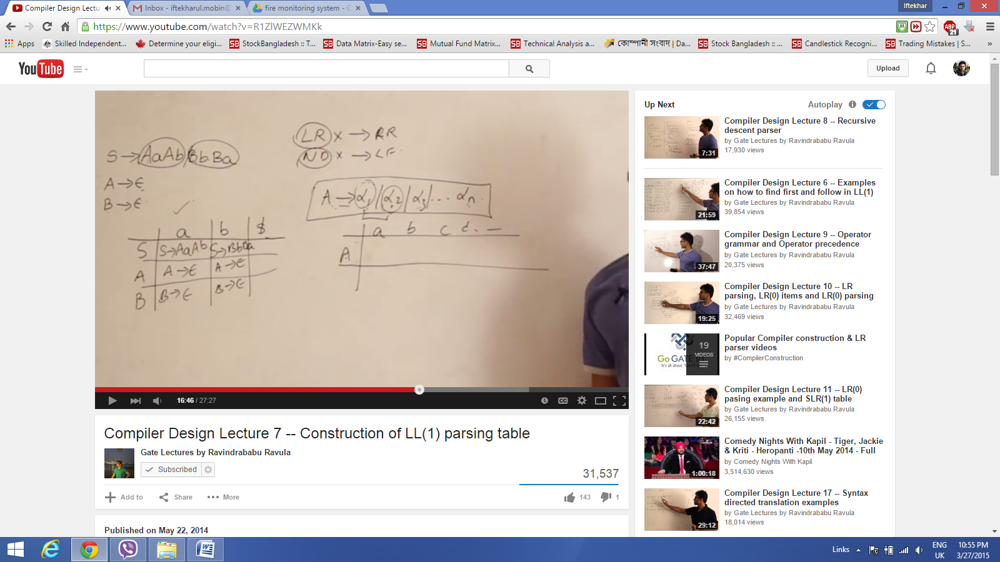 Compiler Design Lectu
Inbox - iftekharul.mobin@
fire monitoring system - G
Iftekhar
https://www.youtube.com/watch?v=R1ZlWEZWMKk
ABP
21
Apps
Skilled Independent...
Determine your eligi...
StockBangladesh :: T...
Data Matrix-Easy se...
Mutual Fund Matrix...
Technical Analysis a...
কোম্পানী সংবাদ | Da...
Stock Bangladesh :: ...
Candlestick Recogni...
Trading Mistakes | S...
»
YouTube
Upload
S → AaAb / BbBa
A → ϵ
B → ϵ
LR x → RR
ND x → LF
A → α1 / α2 / α3 / ... αn
a b $
S S→AaAb S→BbBa
A A→ϵ A→ϵ
B B→ϵ B→ϵ
a b c d . —
A
16:46 / 27:27
CC
Compiler Design Lecture 7 -- Construction of LL(1) parsing table
Gate Lectures by Ravindrababu Ravula
Subscribed
31,537
Add to
Share
More
143
1
Published on May 22, 2014
Up Next
Autoplay
Compiler Design Lecture 8 -- Recursive
descent parser
by Gate Lectures by Ravindrababu Ravula
17,930 views
7:31
Compiler Design Lecture 6 -- Examples
on how to find first and follow in LL(1)
by Gate Lectures by Ravindrababu Ravula
39,854 views
21:59
Compiler Design Lecture 9 -- Operator
grammar and Operator precedence
by Gate Lectures by Ravindrababu Ravula
20,375 views
37:47
Compiler Design Lecture 10 -- LR
parsing, LR(0) items and LR(0) parsing
by Gate Lectures by Ravindrababu Ravula
32,469 views
19:25
Popular Compiler construction & LR
parser videos
by #CompilerConstruction
19
VIDEOS
Go GATE
Compiler Design Lecture 11 -- LR(0)
pasing example and SLR(1) table
by Gate Lectures by Ravindrababu Ravula
26,155 views
22:42
Comedy Nights With Kapil - Tiger, Jackie
& Kriti - Heropanti -10th May 2014 - Full
by Comedy Nights With Kapil
3,514,630 views
1:00:18
Compiler Design Lecture 17 -- Syntax
directed translation examples
by Gate Lectures by Ravindrababu Ravula
18,014 views
29:12
Links
ENG
UK
10:55 PM
3/27/2015